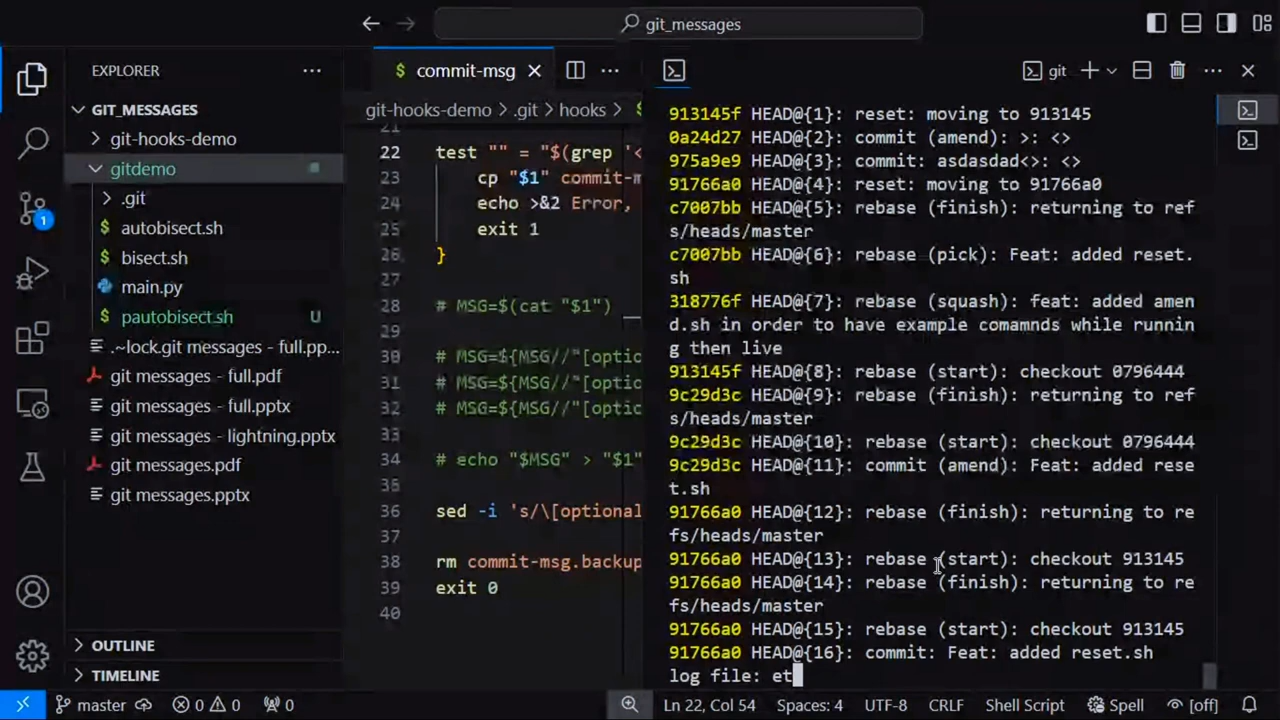 git_messages
EXPLORER
GIT_MESSAGES
git-hooks-demo
gitdemo
.git
autobisect.sh
bisect.sh
main.py
pautobisect.sh U
.~lock.git messages - full.pp...
git messages - full.pdf
git messages - full.pptx
git messages - lightning.pptx
git messages.pdf
git messages.pptx
OUTLINE
TIMELINE
1
$ commit-msg
git-hooks-demo > .git > hooks > $
21
22 test "" = "$(grep '<
23 cp "$1" commit-m
24 echo >&2 Error,
25 exit 1
26 }
27
28 # MSG=$(cat "$1")
29
30 # MSG=${MSG//"[optio
31 # MSG=${MSG//"[optio
32 # MSG=${MSG//"[optic
33
34 # echo "$MSG" > "$1"
35
36 sed -i 's/\[optional
37
38 rm commit-msg.backup
39 exit 0
40
git
913145f HEAD@{1}: reset: moving to 913145
0a24d27 HEAD@{2}: commit (amend): >: <>
975a9e9 HEAD@{3}: commit: asdasdad<>: <>
91766a0 HEAD@{4}: reset: moving to 91766a0
c7007bb HEAD@{5}: rebase (finish): returning to ref
s/heads/master
c7007bb HEAD@{6}: rebase (pick): Feat: added reset.
sh
318776f HEAD@{7}: rebase (squash): feat: added amen
d.sh in order to have example comamnds while runnin
g then live
913145f HEAD@{8}: rebase (start): checkout 0796444
9c29d3c HEAD@{9}: rebase (finish): returning to ref
s/heads/master
9c29d3c HEAD@{10}: rebase (start): checkout 0796444
9c29d3c HEAD@{11}: commit (amend): Feat: added rese
t.sh
91766a0 HEAD@{12}: rebase (finish): returning to re
fs/heads/master
91766a0 HEAD@{13}: rebase (start): checkout 913145
91766a0 HEAD@{14}: rebase (finish): returning to re
fs/heads/master
91766a0 HEAD@{15}: rebase (start): checkout 913145
91766a0 HEAD@{16}: commit: Feat: added reset.sh
log file: et
master 0 0 0 Ln 22, Col 54 Spaces: 4 UTF-8 CRLF Shell Script Spell [off]